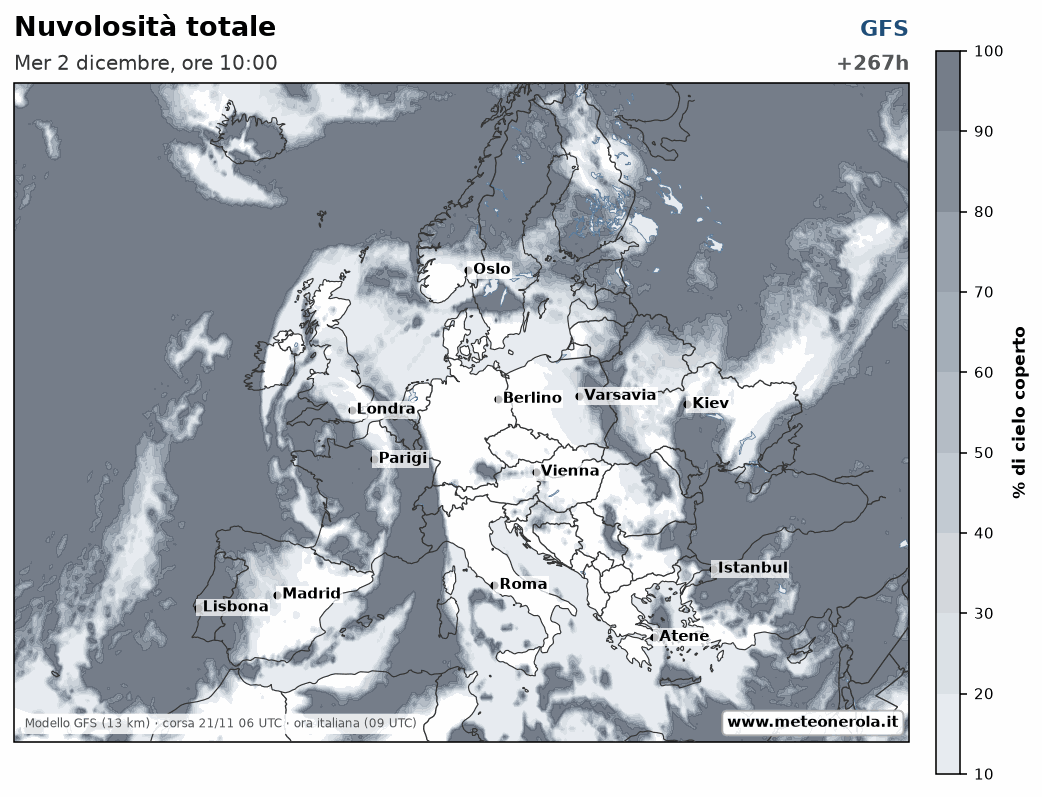 Nuvolosità totale
GFS
Mer 2 dicembre, ore 10:00
+267h
100
90
80
70
60
50
40
30
20
10
% di cielo coperto
Oslo
Londra
Berlino
Varsavia
Kiev
Parigi
Vienna
Istanbul
Roma
Madrid
Lisbona
Atene
Modello GFS (13 km) · corsa 21/11 06 UTC · ora italiana (09 UTC)
www.meteonerola.it